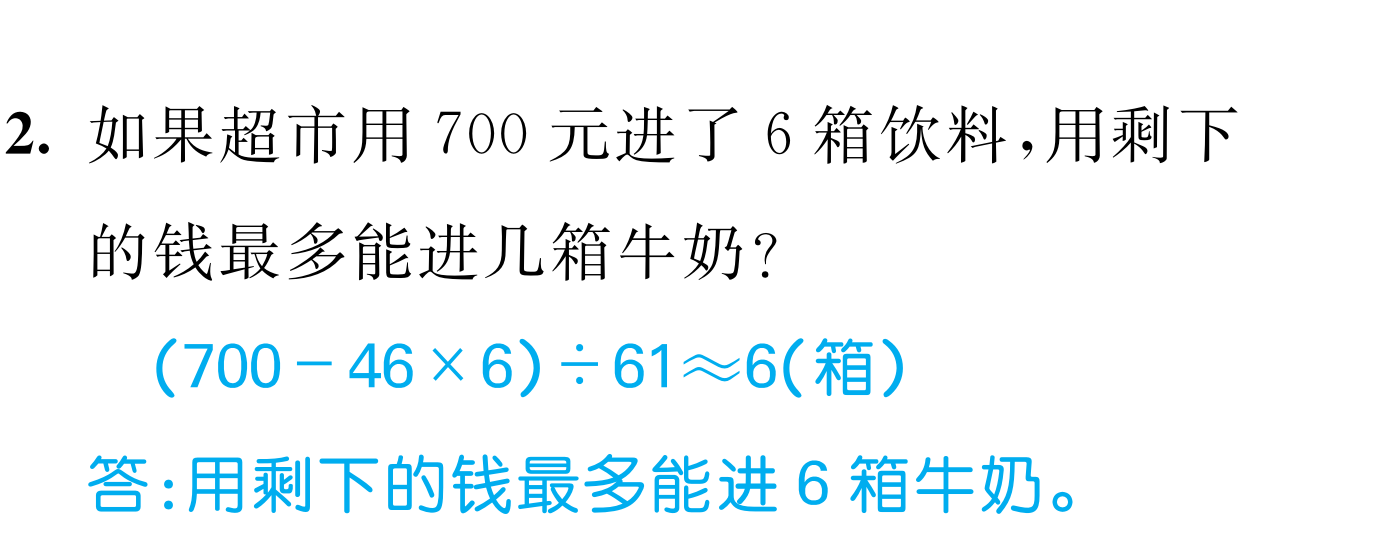 2. 如果超市用 700 元进了 6 箱饮料,用剩下
的钱最多能进几箱牛奶?
(700－46×6)÷61≈6(箱)
答:用剩下的钱最多能进 6 箱牛奶。